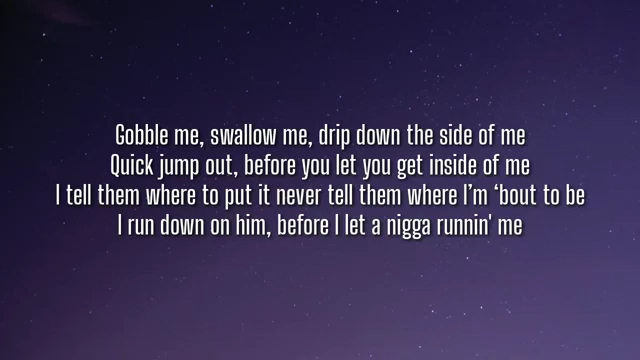 Gobble me, swallow me, drip down the side of me
Quick jump out, before you let you get inside of me
I tell them where to put it never tell them where I’m ‘bout to be
I run down on him, before I let a nigga runnin' me